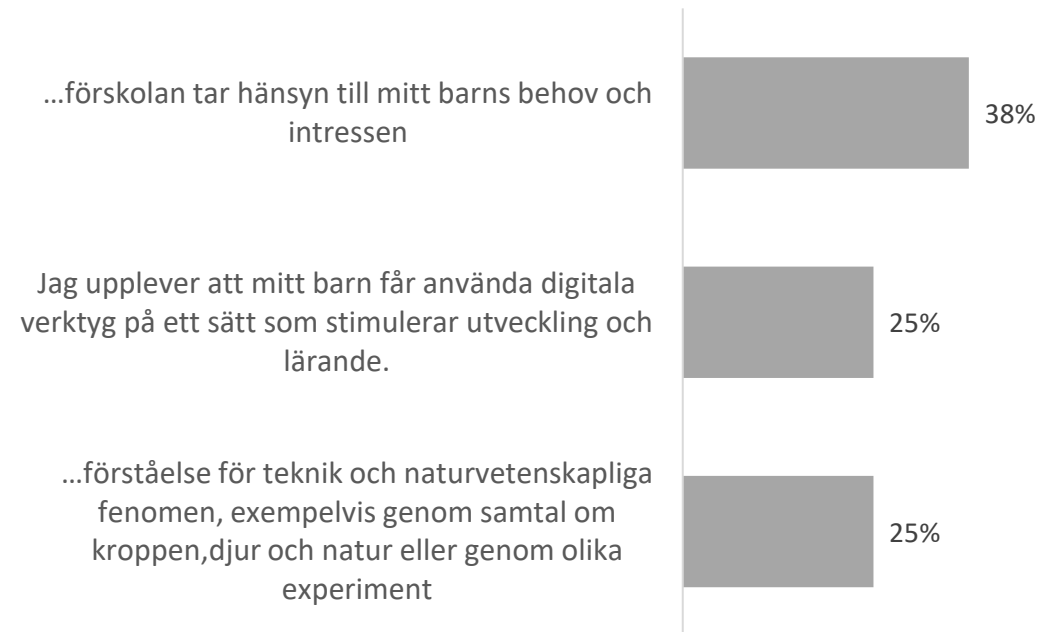 …förskolan tar hänsyn till mitt barns behov och
intressen
38%
Jag upplever att mitt barn får använda digitala
verktyg på ett sätt som stimulerar utveckling och
lärande.
25%
…förståelse för teknik och naturvetenskapliga
fenomen, exempelvis genom samtal om
kroppen,djur och natur eller genom olika
experiment
25%